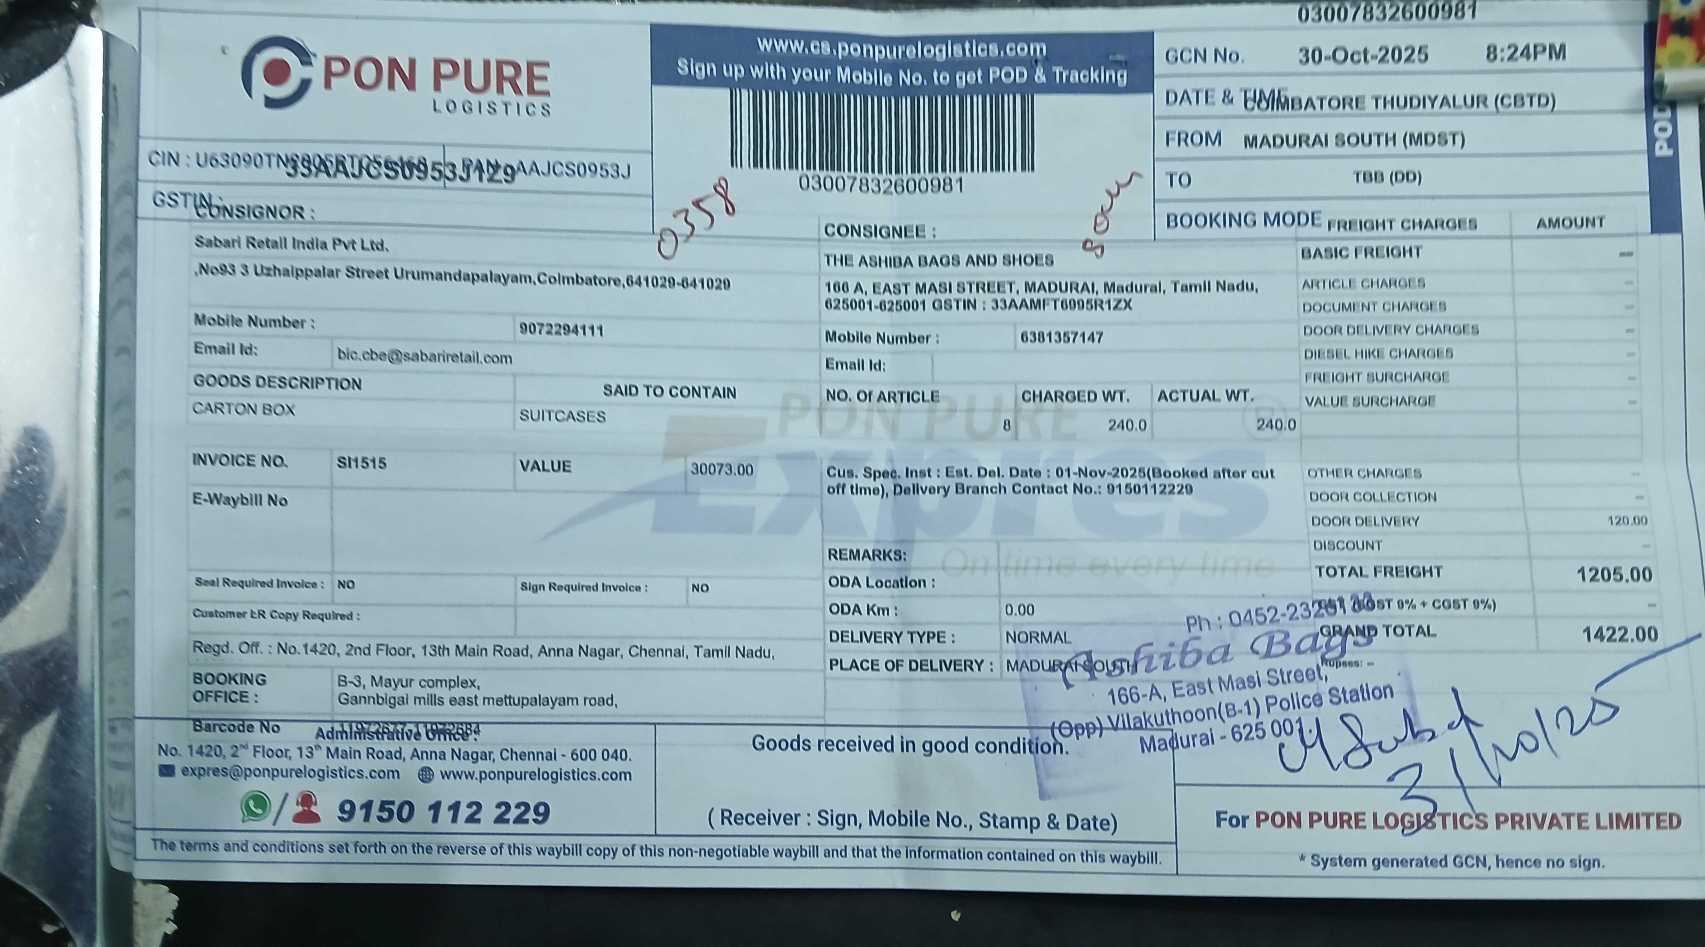 03007832600981
PON PURE
LOGISTICS
www.cs.ponpurelogistics.com
Sign up with your Mobile No. to get POD & Tracking
03007832600981
GCN No. 30-Oct-2025 8:24PM
DATE & TIME COIMBATORE THUDIYALUR (CBTD)
FROM MADURAI SOUTH (MDST)
TO TBB (DD)
BOOKING MODE
POD
CIN : PAN : AAJCS0953J
GSTIN : 33AAJCS0953J1Z9
0358
CONSIGNOR :
Sabari Retail India Pvt Ltd.
,No93 3 Uzhaippalar Street Urumandapalayam,Coimbatore,641029-641029
Mobile Number : 9072294111
Email Id: bic.cbe@sabariretail.com
GOODS DESCRIPTION SAID TO CONTAIN
CARTON BOX SUITCASES
INVOICE NO. SI1515 VALUE 30073.00
E-Waybill No
Seal Required Invoice : NO Sign Required Invoice : NO
Customer LR Copy Required :
Regd. Off. : No.1420, 2nd Floor, 13th Main Road, Anna Nagar, Chennai, Tamil Nadu,
BOOKING OFFICE : B-3, Mayur complex,
Gannbigai mills east mettupalayam road,
Barcode No
CONSIGNEE :
THE ASHIBA BAGS AND SHOES
166 A, EAST MASI STREET, MADURAI, Madurai, Tamil Nadu,
625001-625001 GSTIN : 33AAMFT6995R1ZX
Mobile Number : 6381357147
Email Id:
NO. Of ARTICLE CHARGED WT. ACTUAL WT.
8 240.0 240.0
PON PURE
Expres
On time every time
Cus. Spec. Inst : Est. Del. Date : 01-Nov-2025(Booked after cut
off time), Delivery Branch Contact No.: 9150112229
REMARKS:
ODA Location :
ODA Km : 0.00
DELIVERY TYPE : NORMAL
PLACE OF DELIVERY : MADURAI SOUTH
FREIGHT CHARGES AMOUNT
BASIC FREIGHT --
ARTICLE CHARGES -
DOCUMENT CHARGES -
DOOR DELIVERY CHARGES -
DIESEL HIKE CHARGES -
FREIGHT SURCHARGE -
VALUE SURCHARGE -
OTHER CHARGES -
DOOR COLLECTION -
DOOR DELIVERY 120.00
DISCOUNT -
TOTAL FREIGHT 1205.00
9% + CGST 9%) -
GRAND TOTAL 1422.00
Rupees: --
Ashiba Bags
166-A, East Masi Street,
(Opp) Vilakuthoon(B-1) Police Station
Madurai - 625 001.
31/10/25
Administrative Office :
No. 1420, 2nd Floor, 13th Main Road, Anna Nagar, Chennai - 600 040.
expres@ponpurelogistics.com www.ponpurelogistics.com
9150 112 229
Goods received in good condition.
( Receiver : Sign, Mobile No., Stamp & Date)
For PON PURE LOGISTICS PRIVATE LIMITED
* System generated GCN, hence no sign.
The terms and conditions set forth on the reverse of this waybill copy of this non-negotiable waybill and that the information contained on this waybill.